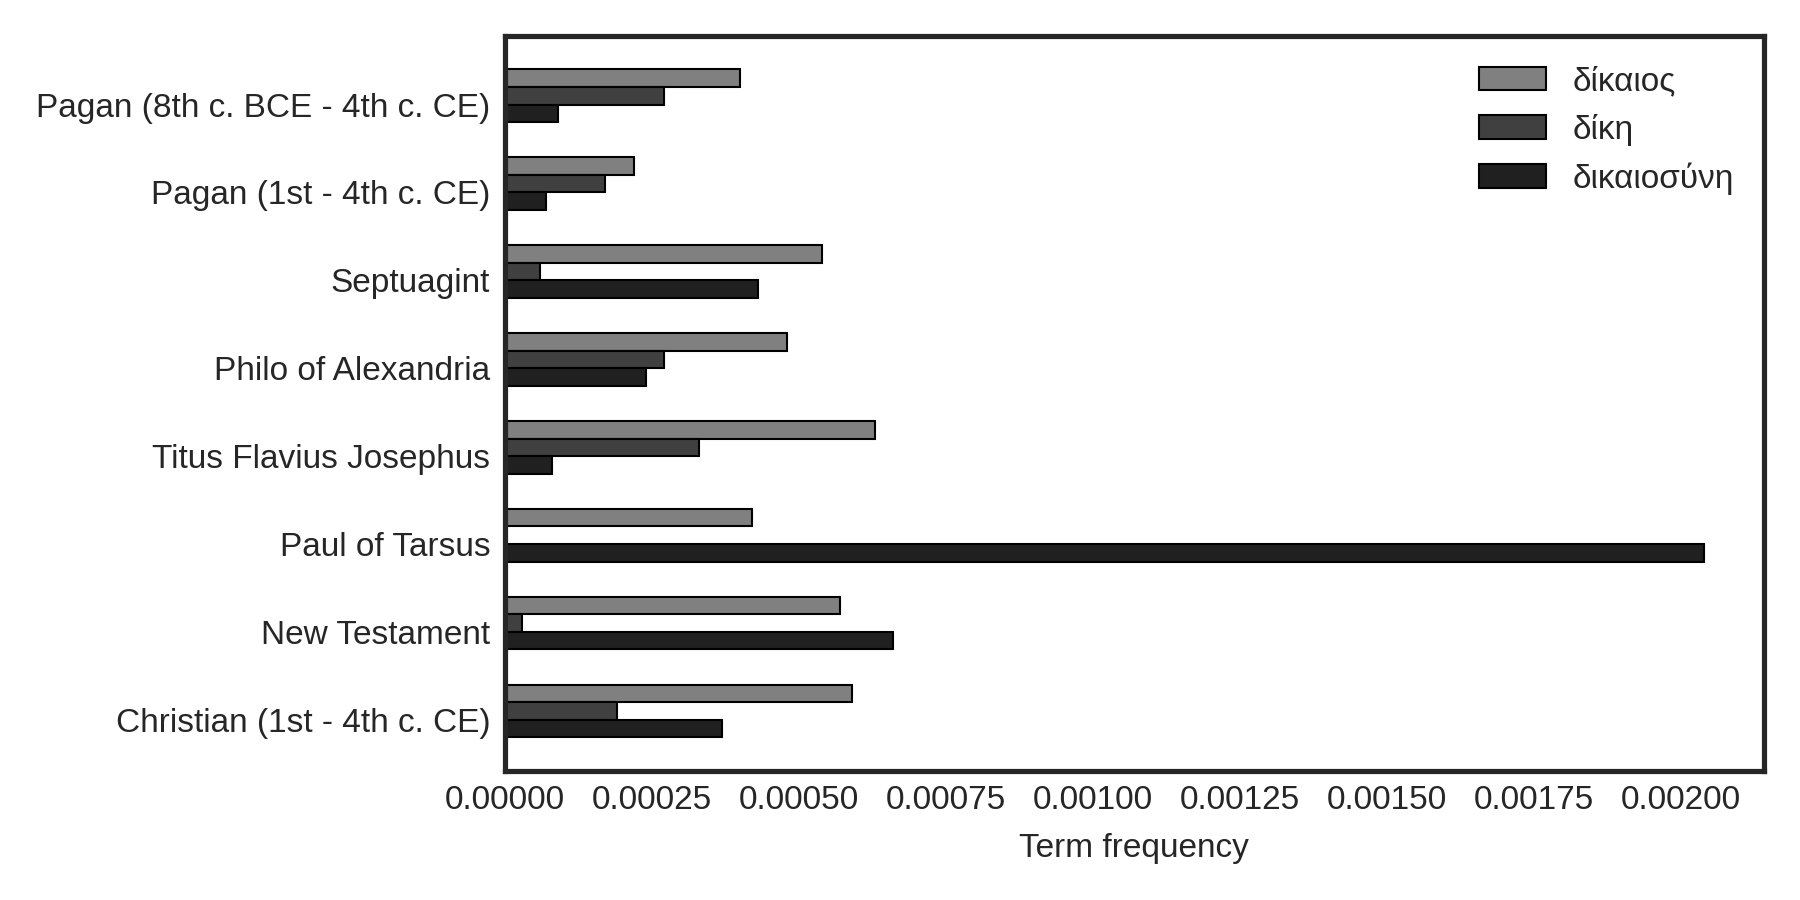 δίκαιος
δίκη
δικαιοσύνη
Pagan (8th c. BCE - 4th c. CE)
Pagan (1st - 4th c. CE)
Septuagint
Philo of Alexandria
Titus Flavius Josephus
Paul of Tarsus
New Testament
Christian (1st - 4th c. CE)
0.00000 0.00025 0.00050 0.00075 0.00100 0.00125 0.00150 0.00175 0.00200
Term frequency